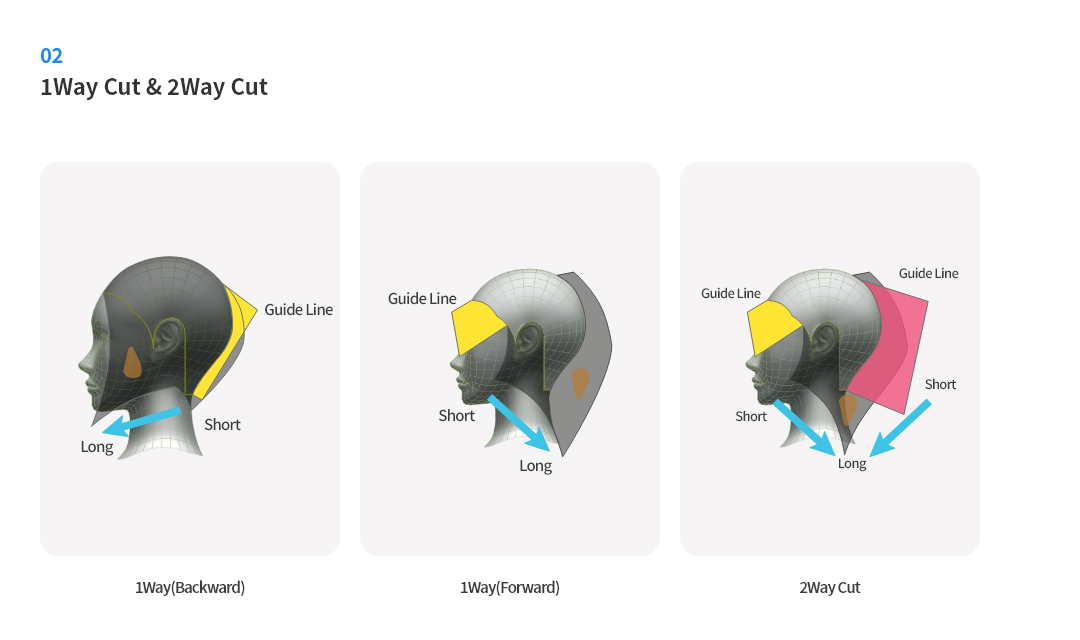 02
1Way Cut & 2Way Cut
Guide Line
Short
Long
1Way(Backward)
Guide Line
Short
Long
1Way(Forward)
Guide Line
Guide Line
Short
Short
Long
2Way Cut